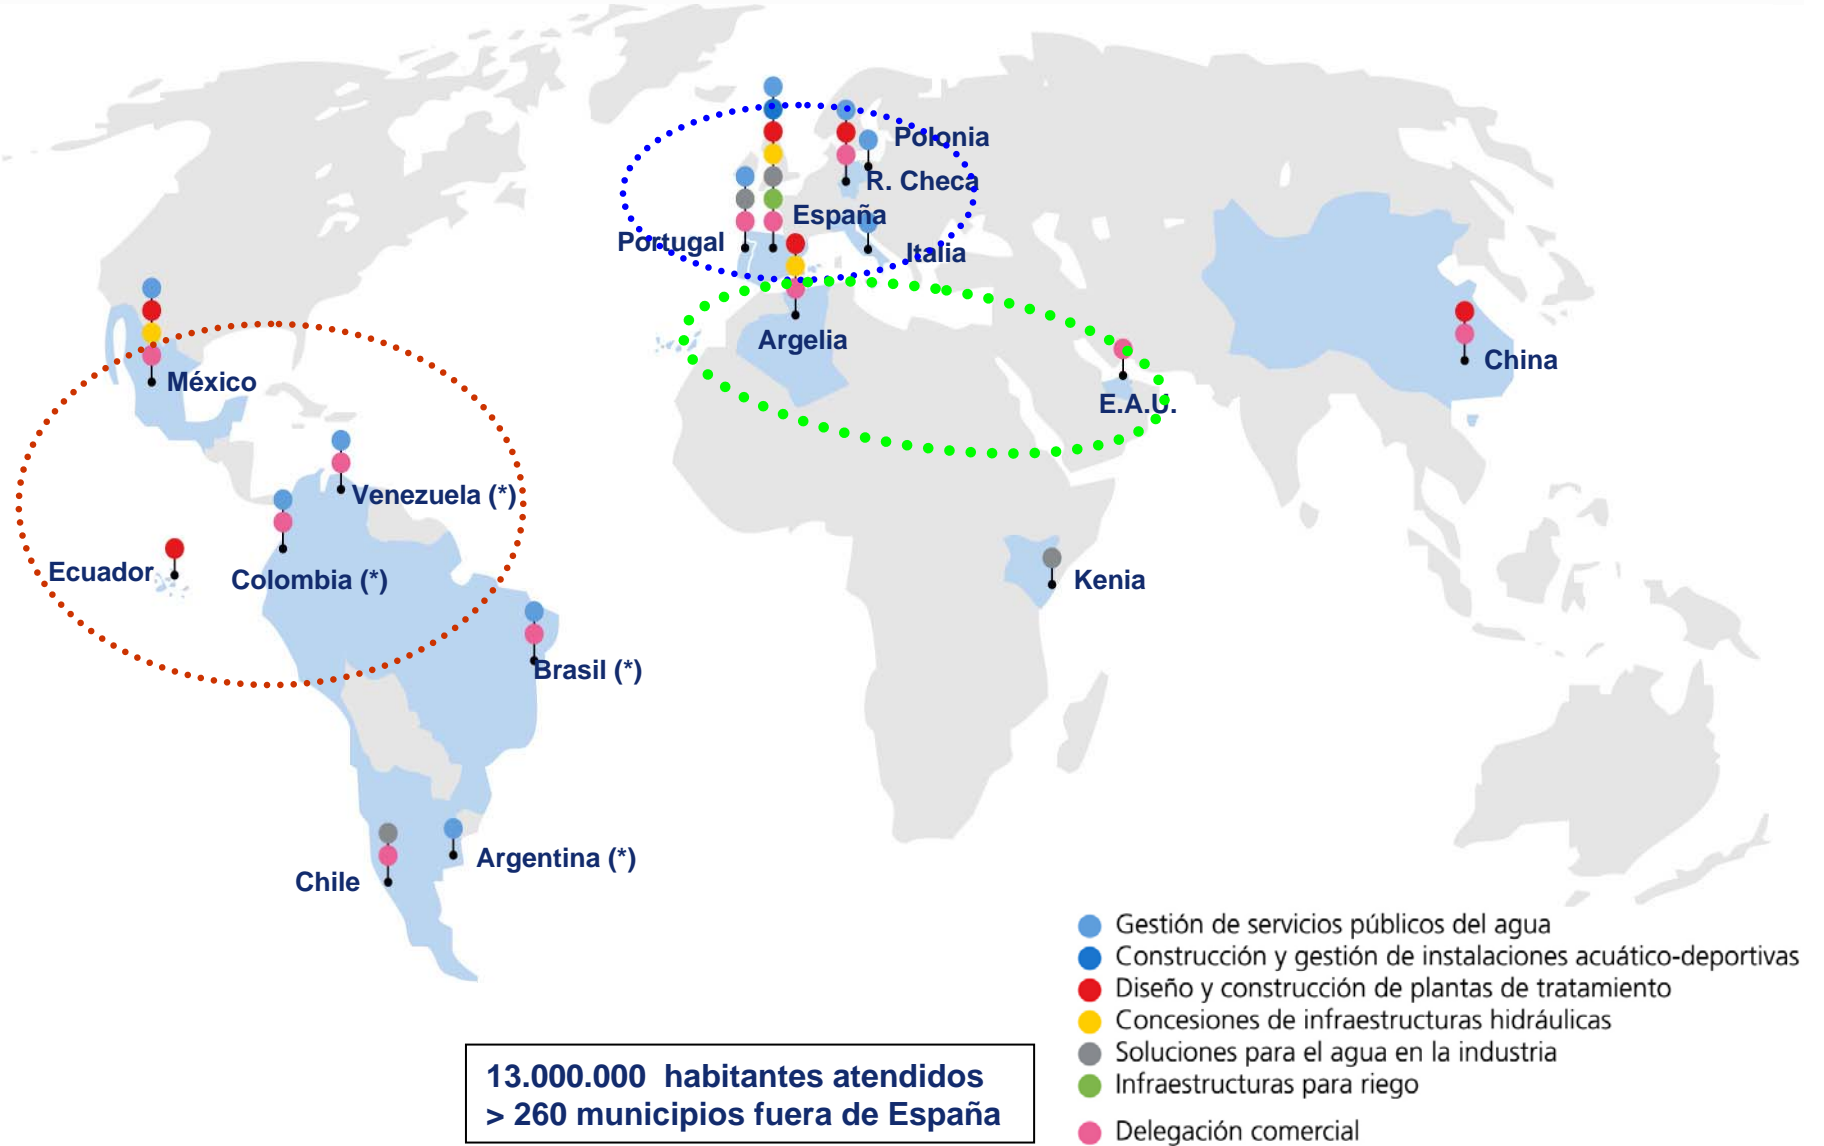 Polonia
R. Checa
España
Portugal
Italia
Argelia
China
México
E.A.U.
Venezuela (*)
Ecuador
Colombia (*)
Kenia
Brasil (*)
Argentina (*)
Chile
Gestión de servicios públicos del agua
Construcción y gestión de instalaciones acuático-deportivas
Diseño y construcción de plantas de tratamiento
Concesiones de infraestructuras hidráulicas
Soluciones para el agua en la industria
Infraestructuras para riego
Delegación comercial
13.000.000 habitantes atendidos
> 260 municipios fuera de España